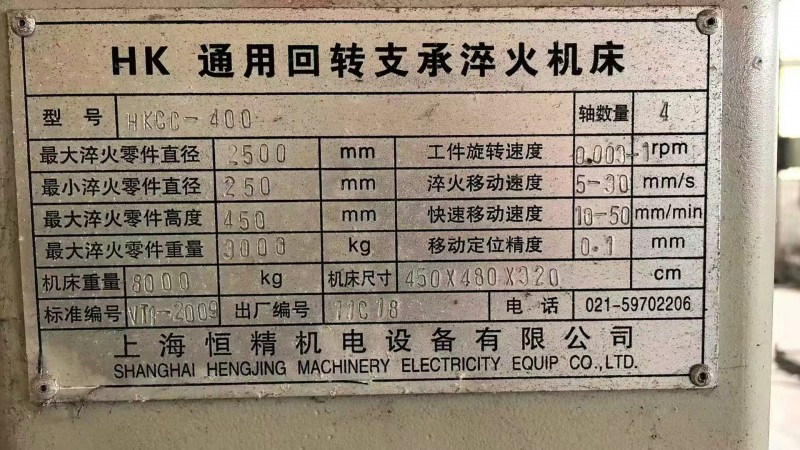 HK 通用回转支承淬火机床
型号 HKCC-400 轴数量 4
最大淬火零件直径 2500 mm 工件旋转速度 0.003-1 rpm
最小淬火零件直径 250 mm 淬火移动速度 5-30 mm/s
最大淬火零件高度 450 mm 快速移动速度 10-50 mm/min
最大淬火零件重量 3000 kg 移动定位精度 0.1 mm
机床重量 8000 kg 机床尺寸 450X480X320 cm
标准编号 VT1-2009 出厂编号 11C18 电话 021-59702206
上海恒精机电设备有限公司
SHANGHAI HENGJING MACHINERY ELECTRICITY EQUIP CO.,LTD.